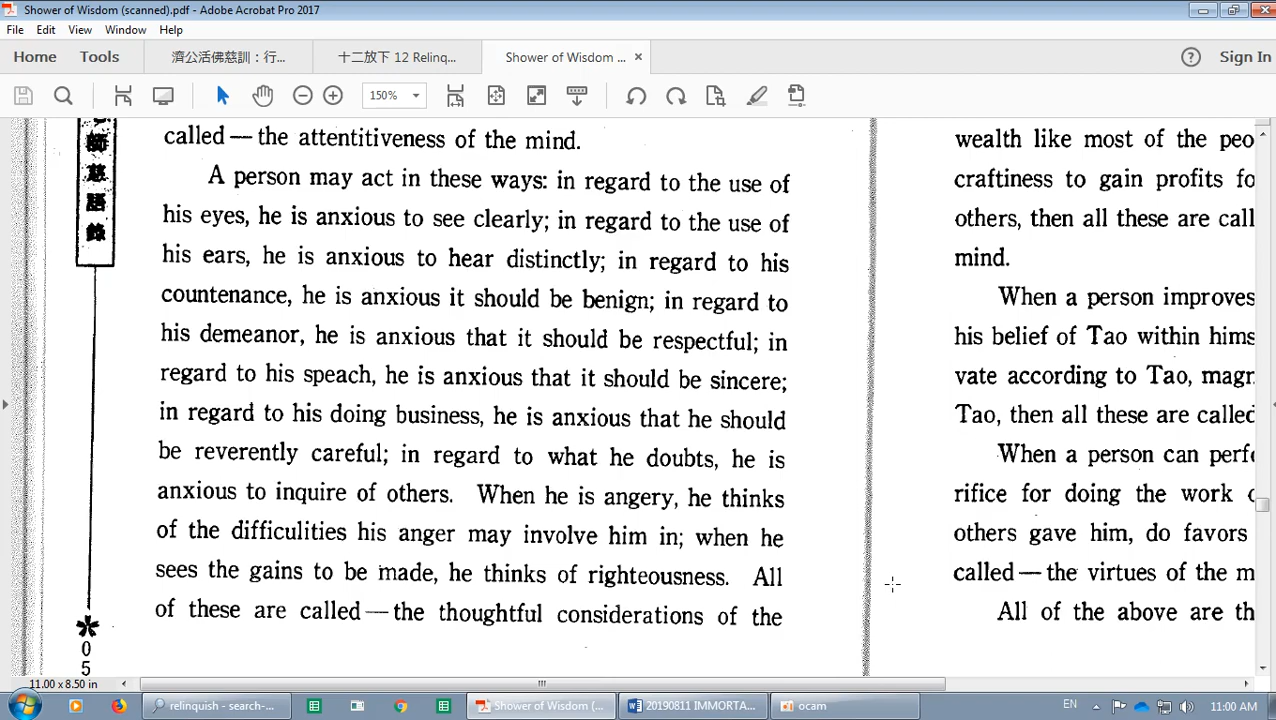 Shower of Wisdom (scanned).pdf - Adobe Acrobat Pro 2017
File Edit View Window Help
Home Tools 濟公活佛慈訓：行... 十二放下 12 Relinq... Shower of Wisdom ... × Sign In
150%
師慈語錄
called—the attentitiveness of the mind.
A person may act in these ways: in regard to the use of
his eyes, he is anxious to see clearly; in regard to the use of
his ears, he is anxious to hear distinctly; in regard to his
countenance, he is anxious it should be benign; in regard to
his demeanor, he is anxious that it should be respectful; in
regard to his speach, he is anxious that it should be sincere;
in regard to his doing business, he is anxious that he should
be reverently careful; in regard to what he doubts, he is
anxious to inquire of others. When he is angery, he thinks
of the difficulities his anger may involve him in; when he
sees the gains to be made, he thinks of righteousness. All
of these are called—the thoughtful considerations of the
05
wealth like most of the peo
craftiness to gain profits fo
others, then all these are call
mind.
When a person improves
his belief of Tao within hims
vate according to Tao, magn
Tao, then all these are called
When a person can perfe
rifice for doing the work o
others gave him, do favors
called—the virtues of the m
All of the above are th
11.00 x 8.50 in
relinquish - search-... Shower of Wisdom (... 20190811 IMMORTA... ocam EN 11:00 AM